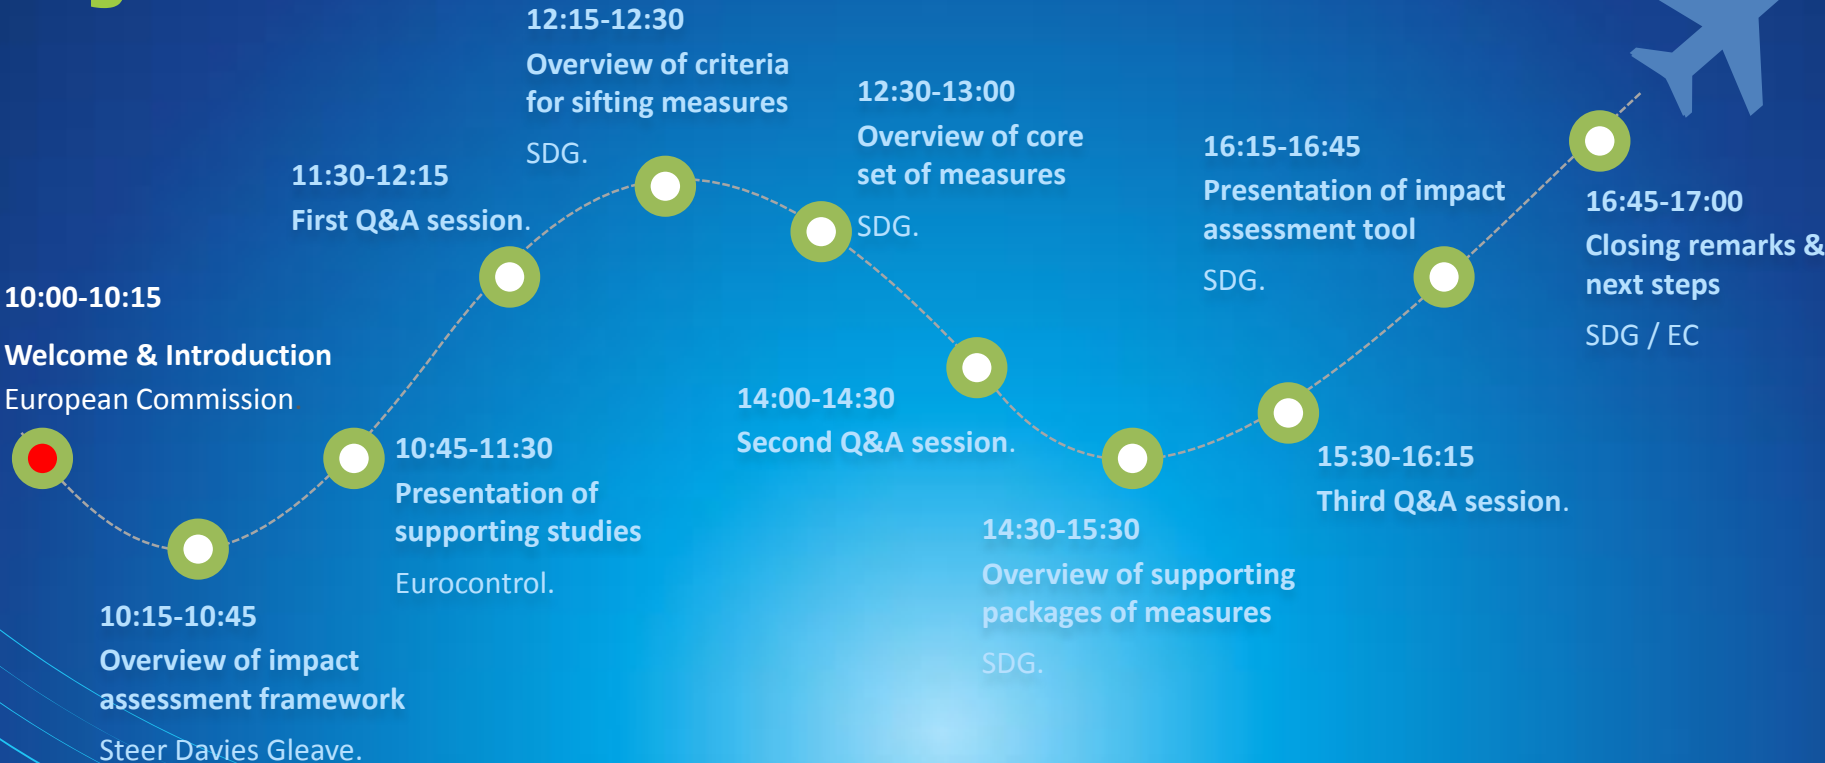 10:00-10:15
Welcome & Introduction
European Commission
10:15-10:45
Overview of impact
assessment framework
Steer Davies Gleave.
10:45-11:30
Presentation of
supporting studies
Eurocontrol.
11:30-12:15
First Q&A session.
12:15-12:30
Overview of criteria
for sifting measures
SDG.
12:30-13:00
Overview of core
set of measures
SDG.
14:00-14:30
Second Q&A session.
14:30-15:30
Overview of supporting
packages of measures
SDG.
15:30-16:15
Third Q&A session.
16:15-16:45
Presentation of impact
assessment tool
SDG.
16:45-17:00
Closing remarks &
next steps
SDG / EC